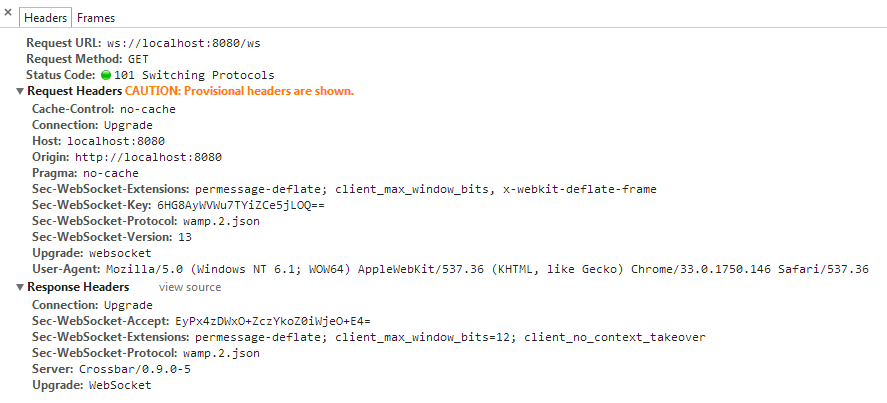 × Headers Frames
Request URL: ws://localhost:8080/ws
Request Method: GET
Status Code: 101 Switching Protocols
Request Headers CAUTION: Provisional headers are shown.
Cache-Control: no-cache
Connection: Upgrade
Host: localhost:8080
Origin: http://localhost:8080
Pragma: no-cache
Sec-WebSocket-Extensions: permessage-deflate; client_max_window_bits, x-webkit-deflate-frame
Sec-WebSocket-Key: 6HG8AyWVWu7TYiZCe5jLOQ==
Sec-WebSocket-Protocol: wamp.2.json
Sec-WebSocket-Version: 13
Upgrade: websocket
User-Agent: Mozilla/5.0 (Windows NT 6.1; WOW64) AppleWebKit/537.36 (KHTML, like Gecko) Chrome/33.0.1750.146 Safari/537.36
Response Headers view source
Connection: Upgrade
Sec-WebSocket-Accept: EyPx4zDWxO+ZczYkoZ0iWjeO+E4=
Sec-WebSocket-Extensions: permessage-deflate; client_max_window_bits=12; client_no_context_takeover
Sec-WebSocket-Protocol: wamp.2.json
Server: Crossbar/0.9.0-5
Upgrade: WebSocket